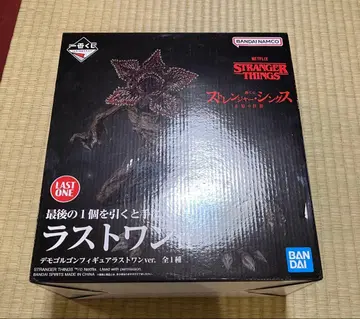 一番くじ
BANDAI NAMCO
NETFLIX
STRANGER THINGS
ストレンジャー・シングス
LAST ONE
最後の1個を引くと手
ラストワン
デモゴルゴンフィギュアラストワンver. 全1種
STRANGER THINGS ™/© Netflix. Used with permission.
BANDAI SPIRITS MADE IN CHINA
BANDAI